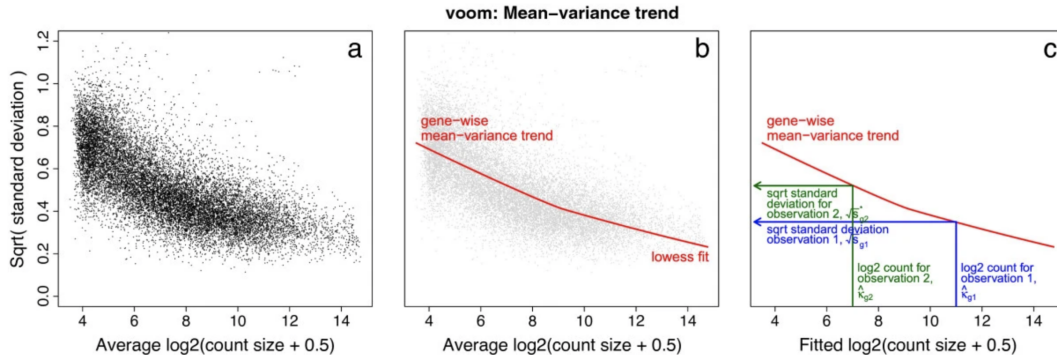 voom: Mean−variance trend
Sqrt( standard deviation )
0.0 0.2 0.4 0.6 0.8 1.0 1.2
a
4 6 8 10 12 14
Average log2(count size + 0.5)
b
gene−wise
mean−variance trend
lowess fit
4 6 8 10 12 14
Average log2(count size + 0.5)
c
gene−wise
mean−variance trend
sqrt standard
deviation for
observation 2, √s*g2
sqrt standard deviation
observation 1, √s*g1
log2 count for
observation 2,
κ̂g2
log2 count for
observation 1,
κ̂g1
4 6 8 10 12 14
Fitted log2(count size + 0.5)